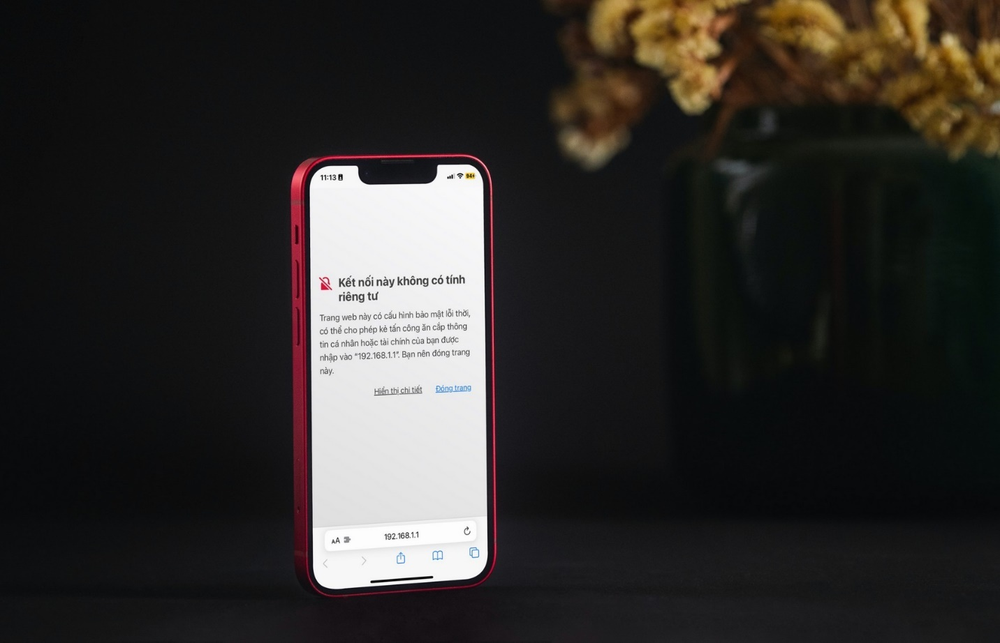 11:13
84
Kết nối này không có tính
riêng tư
Trang web này có cấu hình bảo mật lỗi thời,
có thể cho phép kẻ tấn công ăn cắp thông
tin cá nhân hoặc tài chính của bạn được
nhập vào “192.168.1.1”. Bạn nên đóng trang
này.
Hiển thị chi tiết Đóng trang
AA 192.168.1.1